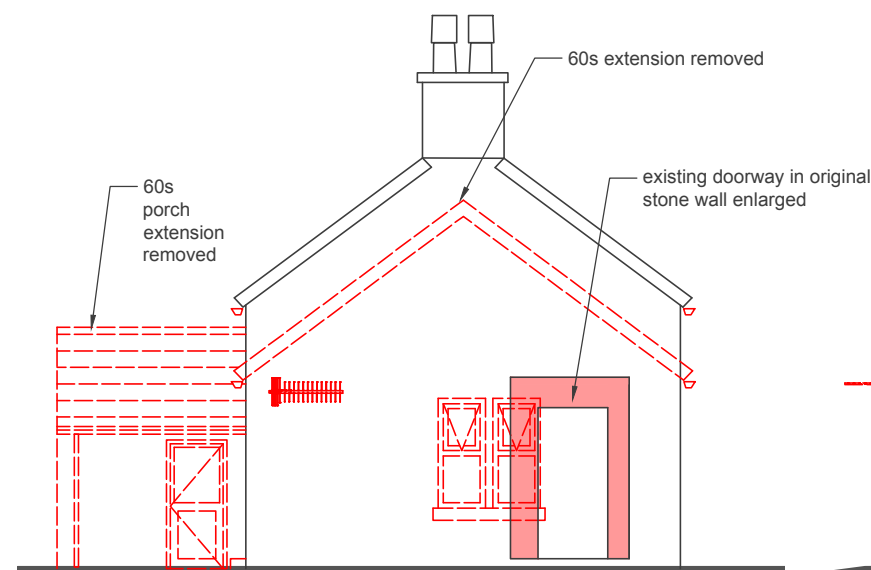 60s extension removed
existing doorway in original
stone wall enlarged
60s
porch
extension
removed